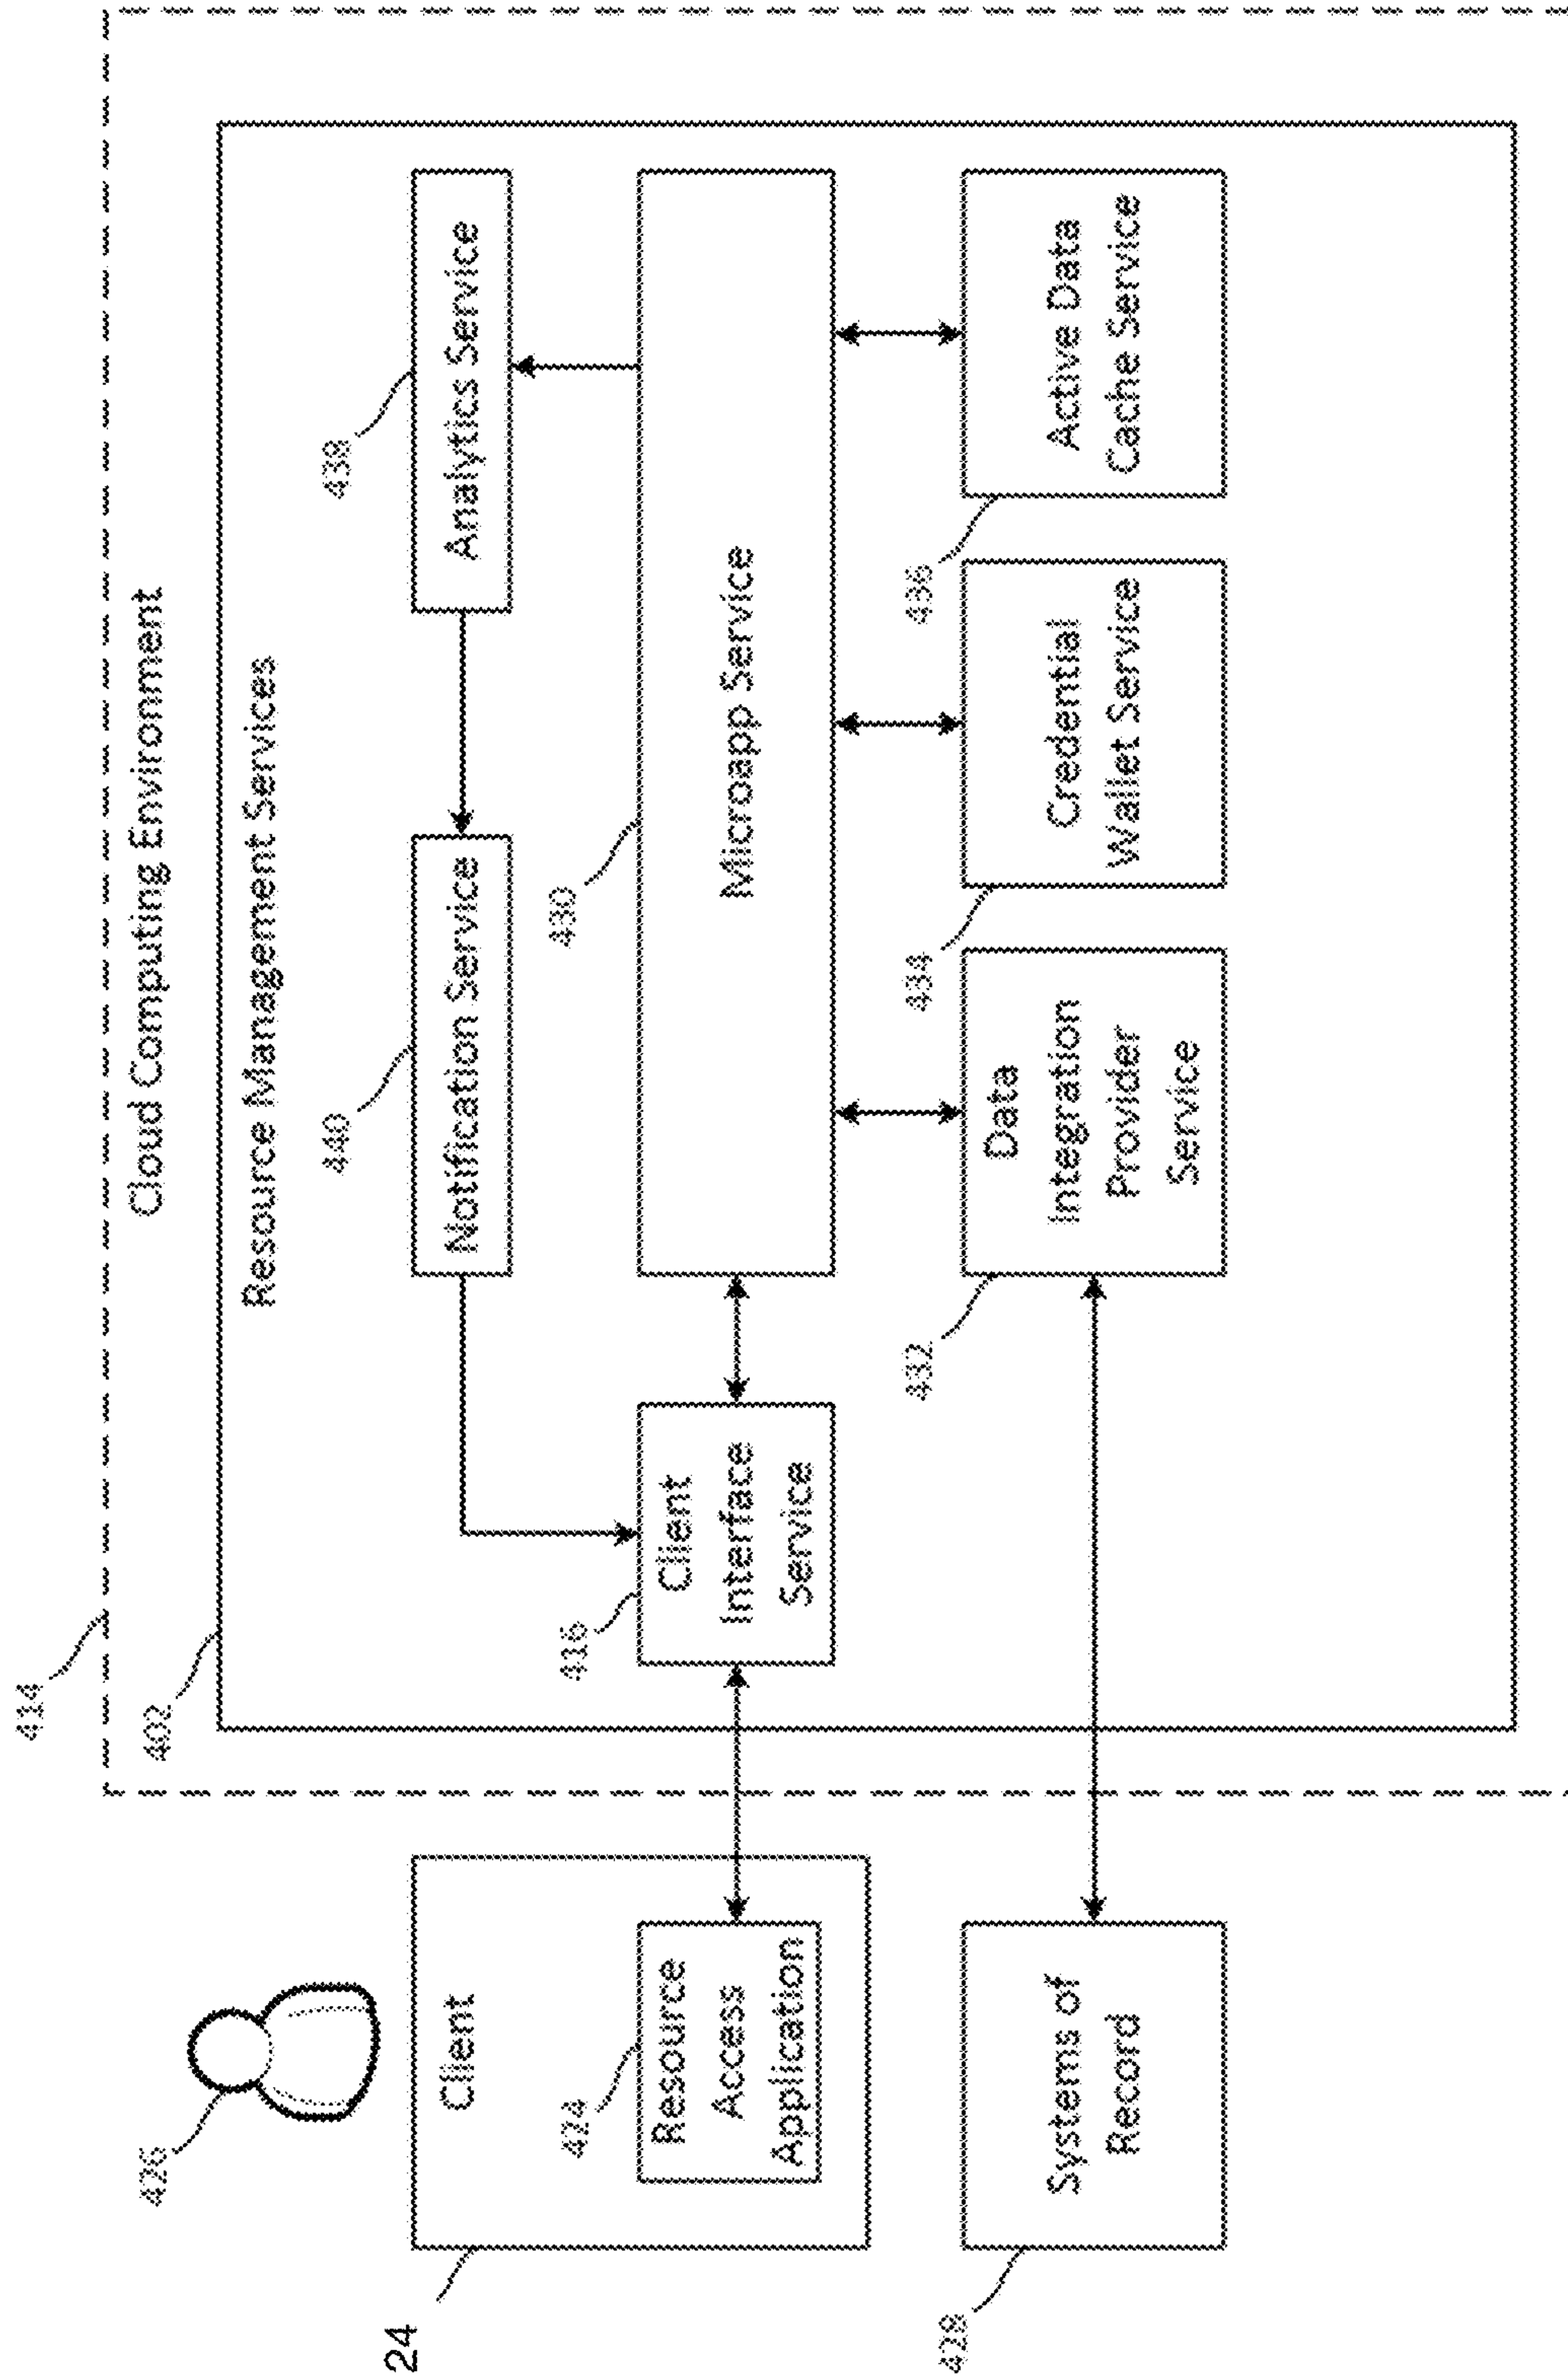 414
Cloud Computing Environment
402
Resource Management Services
426
24
Client
440
Notification Service
438
Analytics Service
424
Resource
Access
Application
416
Client
Interface
Service
430
Microapp Service
428
Systems of
Record
432
Data
Integration
Provider
Service
434
Credential
Wallet Service
436
Active Data
Cache Service